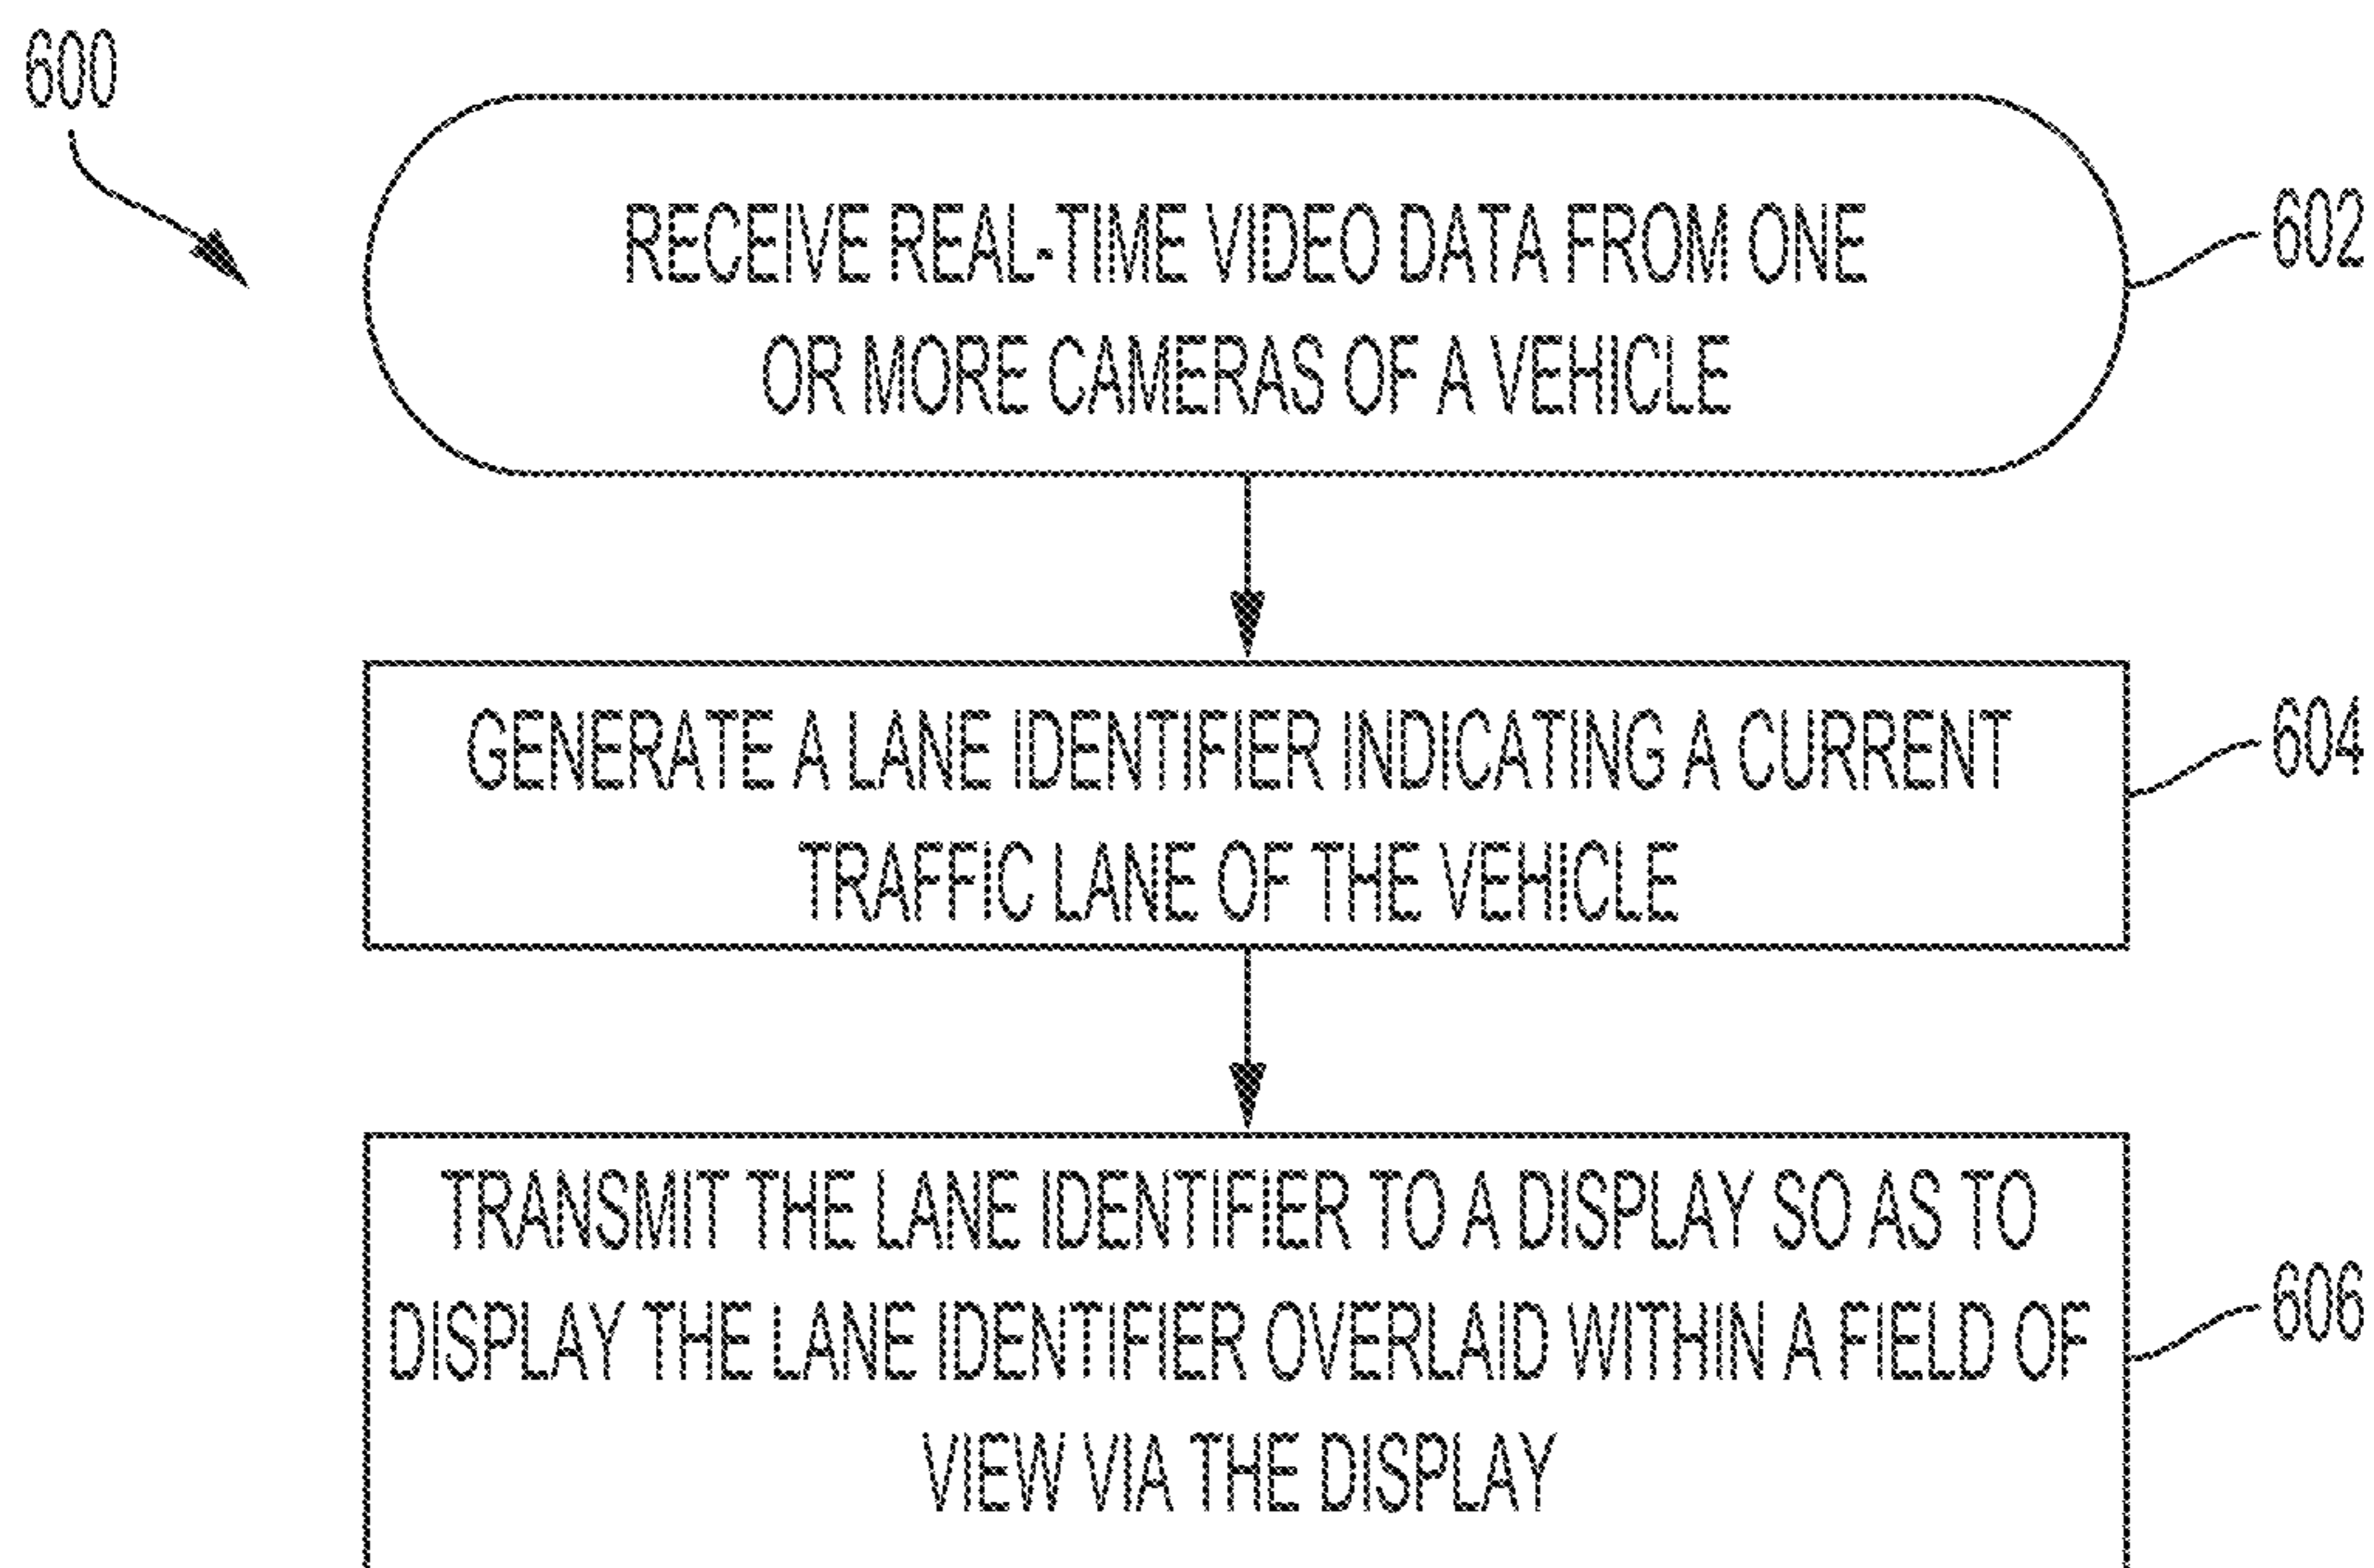 600
RECEIVE REAL-TIME VIDEO DATA FROM ONE
OR MORE CAMERAS OF A VEHICLE
602
GENERATE A LANE IDENTIFIER INDICATING A CURRENT
TRAFFIC LANE OF THE VEHICLE
604
TRANSMIT THE LANE IDENTIFIER TO A DISPLAY SO AS TO
DISPLAY THE LANE IDENTIFIER OVERLAID WITHIN A FIELD OF
VIEW VIA THE DISPLAY
606